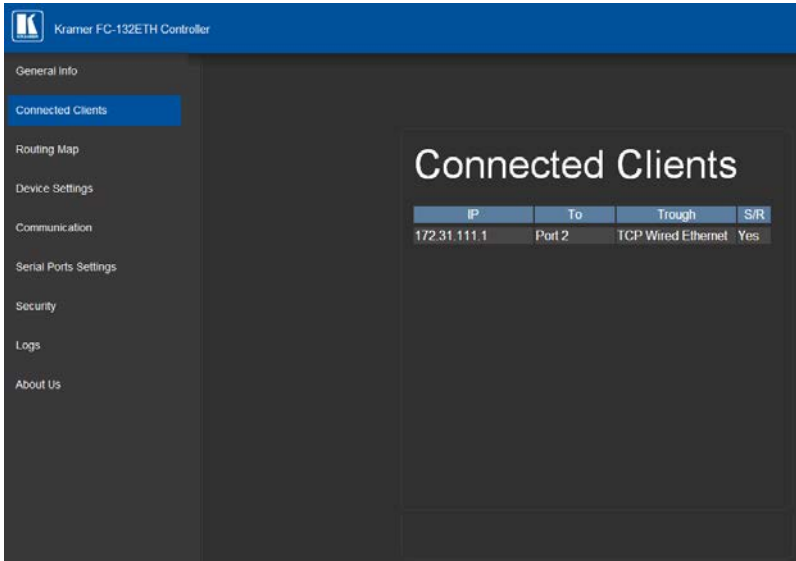 KRAMER
Kramer FC-132ETH Controller
General Info
Connected Clients
Routing Map
Device Settings
Communication
Serial Ports Settings
Security
Logs
About Us
Connected Clients
IP To Trough S/R
172.31.111.1 Port 2 TCP Wired Ethernet Yes